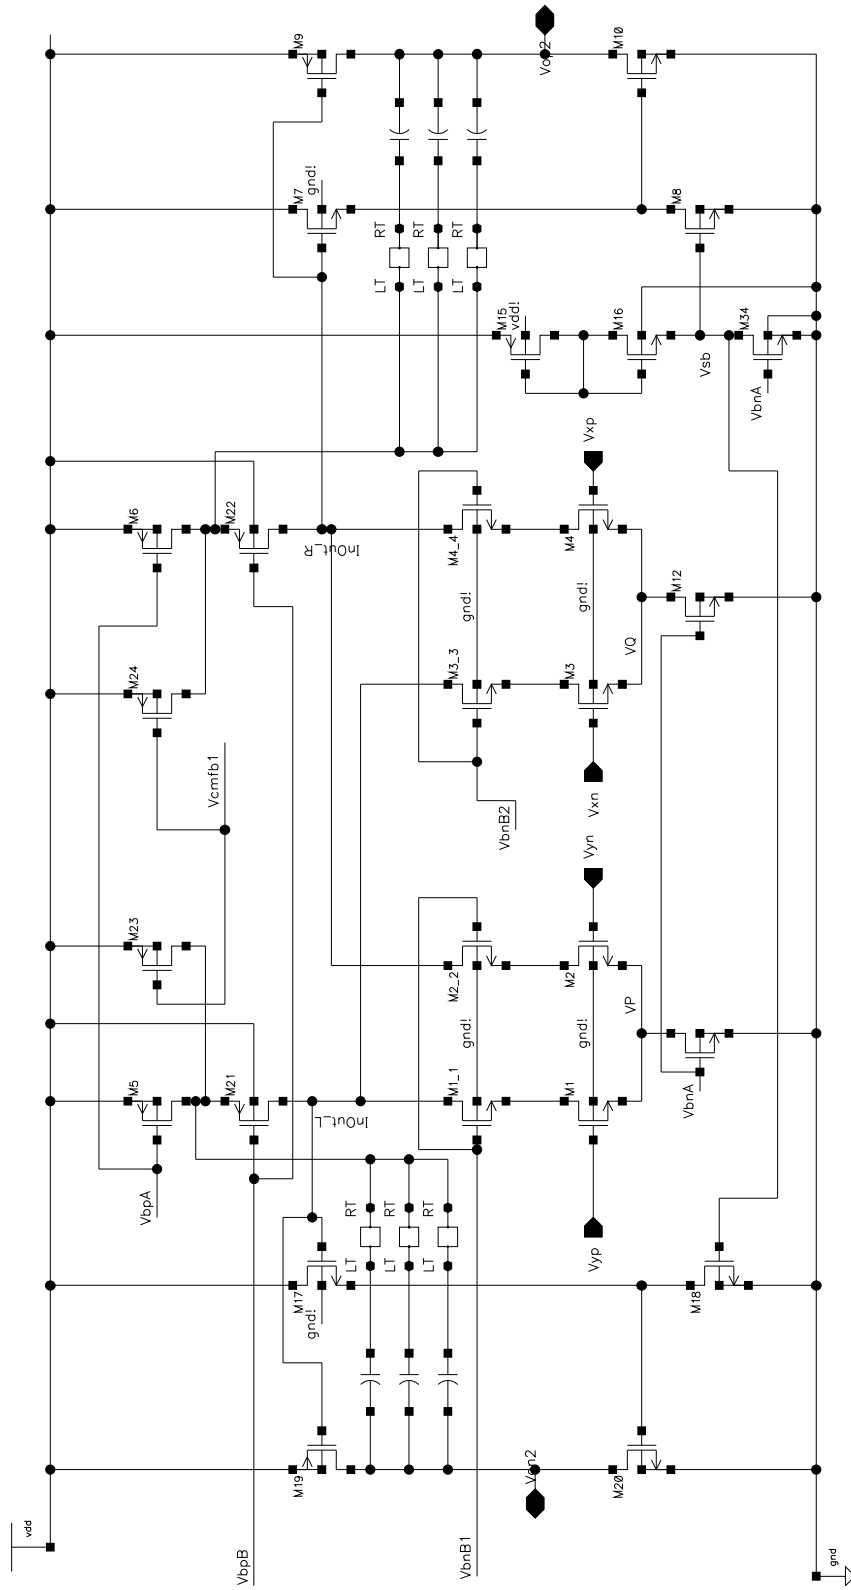 M9
Vo2
M10
M7
gnd!
M8
RT
RT
RT
LT
LT
LT
M15
vdd!
M16
Vsb
M34
VbnA
Vxp
M6
M22
InOut_R
M4_4
M4
gnd!
gnd!
M12
VQ
M24
M3_3
M3
Vcmfb1
Vxn
VbnB2
Vyn
M23
M2_2
M2
VP
gnd!
gnd!
M5
M21
M1_1
M1
VbnA
InOut_L
VbpA
RT
RT
RT
Vyp
LT
LT
LT
M17
gnd!
M18
M19
Von2
M20
vdd
VbpB
VbnB1
gnd